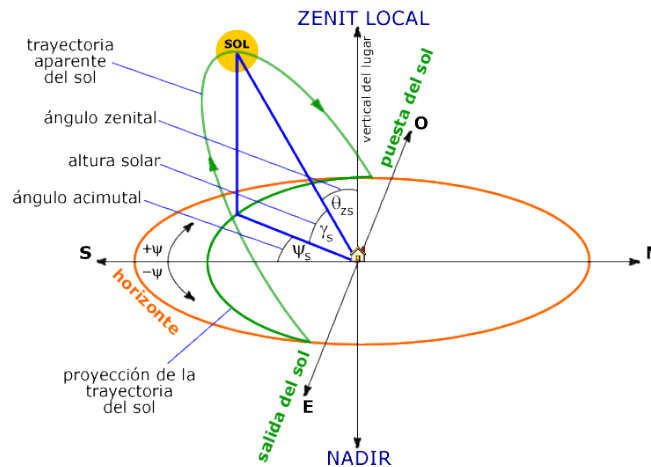 ZENIT LOCAL
trayectoria
aparente
del sol
SOL
vertical del lugar
puesta del sol
O
ángulo zenital
altura solar
ángulo acimutal
θzs
γs
ψs
S
+ψ
−ψ
N
horizonte
proyección de la
trayectoria
del sol
salida del sol
E
NADIR